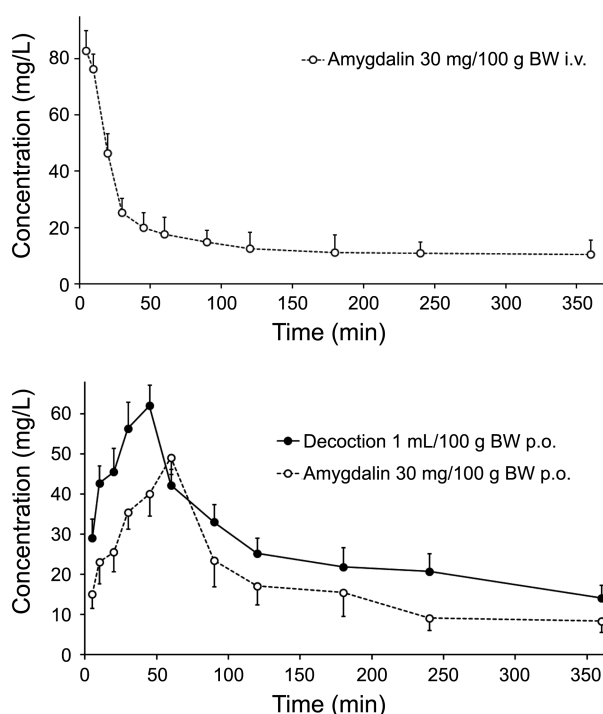 Concentration (mg/L)
80
60
40
20
0
Amygdalin 30 mg/100 g BW i.v.
0 50 100 150 200 250 300 350
Time (min)
Concentration (mg/L)
60
50
40
30
20
10
0
Decoction 1 mL/100 g BW p.o.
Amygdalin 30 mg/100 g BW p.o.
0 50 100 150 200 250 300 350
Time (min)